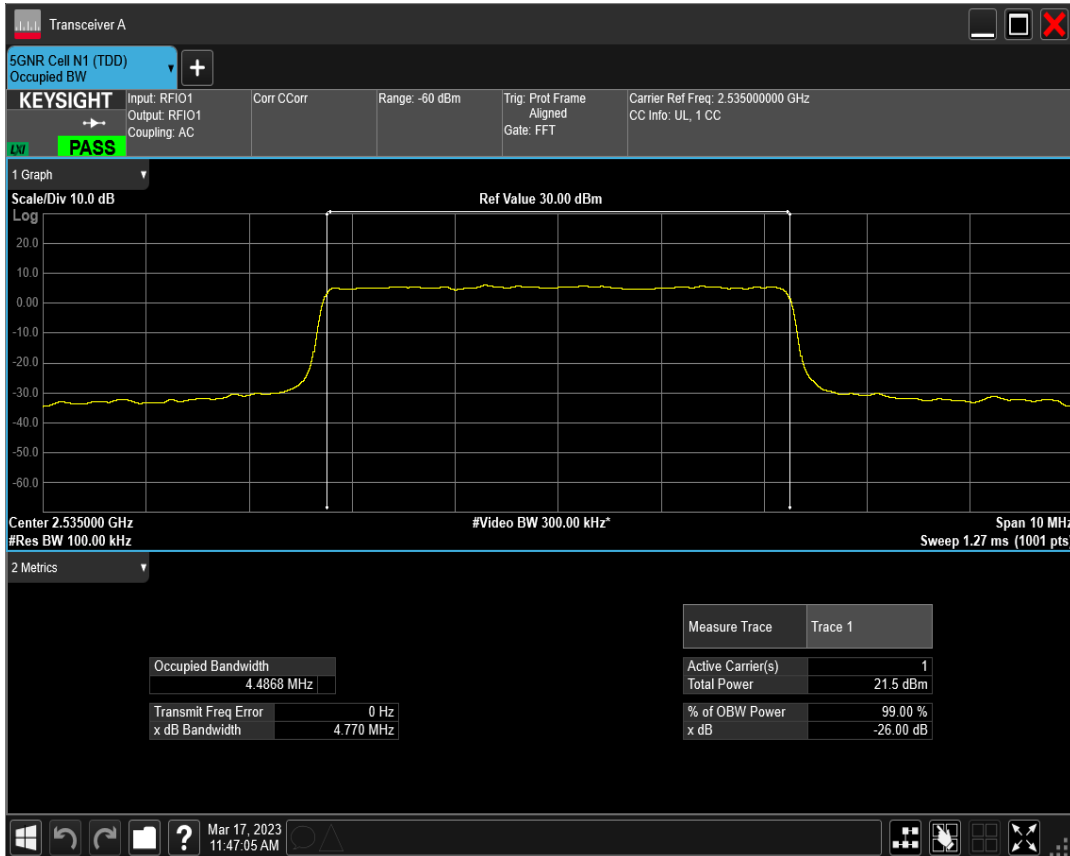 Transceiver A
5GNR Cell N1 (TDD)
Occupied BW
+
KEYSIGHT
LXI
PASS
Input: RFIO1
Output: RFIO1
Coupling: AC
Corr CCorr
Range: -60 dBm
Trig: Prot Frame
Aligned
Gate: FFT
Carrier Ref Freq: 2.535000000 GHz
CC Info: UL, 1 CC
1 Graph
Scale/Div 10.0 dB
Ref Value 30.00 dBm
Log
20.0
10.0
0.00
-10.0
-20.0
-30.0
-40.0
-50.0
-60.0
Center 2.535000 GHz
#Video BW 300.00 kHz*
Span 10 MHz
#Res BW 100.00 kHz
Sweep 1.27 ms (1001 pts)
2 Metrics
Measure Trace Trace 1
Occupied Bandwidth
4.4868 MHz
Active Carrier(s) 1
Total Power 21.5 dBm
Transmit Freq Error 0 Hz
x dB Bandwidth 4.770 MHz
% of OBW Power 99.00 %
x dB -26.00 dB
?
Mar 17, 2023
11:47:05 AM